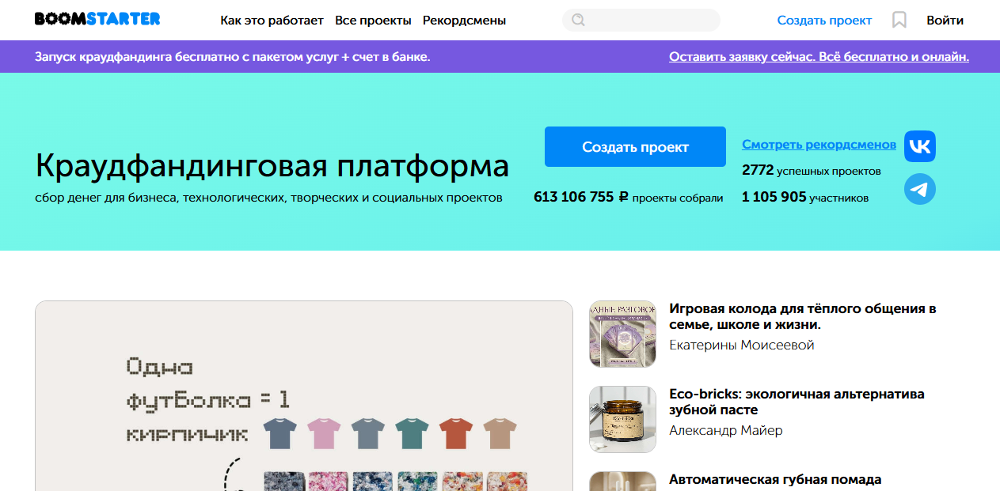 BOOMSTARTER
Как это работает Все проекты Рекордсмены
Создать проект Войти
Запуск краудфандинга бесплатно с пакетом услуг + счет в банке.
Оставить заявку сейчас. Всё бесплатно и онлайн.
Краудфандинговая платформа
сбор денег для бизнеса, технологических, творческих и социальных проектов
Создать проект
613 106 755 ₽ проекты собрали
Смотреть рекордсменов
2772 успешных проектов
1 105 905 участников
Одна
футболка = 1
кирпичик
Игровая колода для тёплого общения в
семье, школе и жизни.
Екатерины Моисеевой
Eco-bricks: экологичная альтернатива
зубной пасте
Александр Майер
Автоматическая губная помада